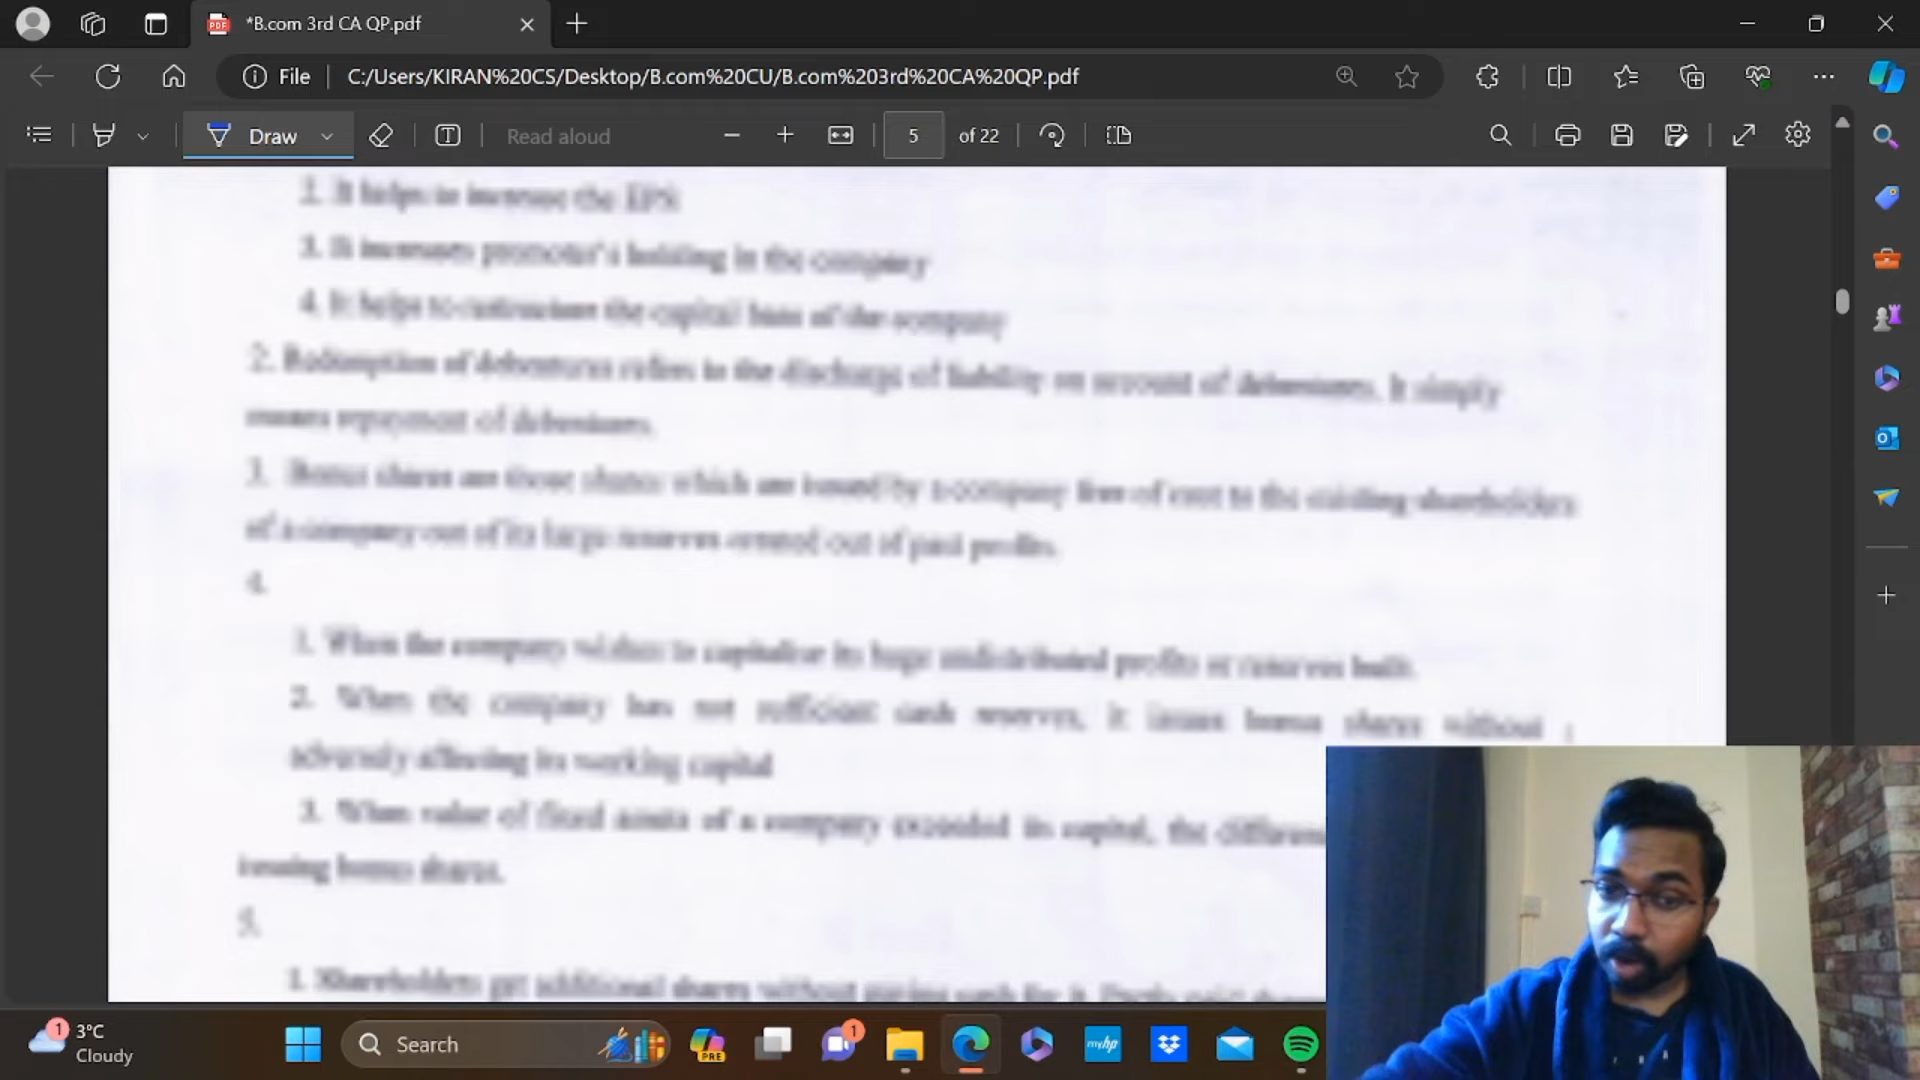 *B.com 3rd CA QP.pdf
File
C:/Users/KIRAN%20CS/Desktop/B.com%20CU/B.com%203rd%20CA%20QP.pdf
Draw
Read aloud
5
of 22
2. It helps to increase the EPS
3. It increases promoter's holding in the company
4. It helps to restructure the capital base of the company
2. Redemption of debentures refers to the discharge of liability on account of debentures. It simply
means repayment of debentures.
3. Bonus shares are those shares which are issued by a company free of cost to the existing shareholders
of a company out of its large reserves created out of past profits.
4.
1. When the company wishes to capitalise its huge undistributed profits or reserves built.
2. When the company has not sufficient cash reserves, it issues bonus shares without
adversely affecting its working capital
3. When value of fixed assets of a company exceeded its capital, the
issuing bonus shares.
5.
1. Shareholders get additional shares without paying cash for it.
1
3°C
Cloudy
Search
PRE
1
myhp